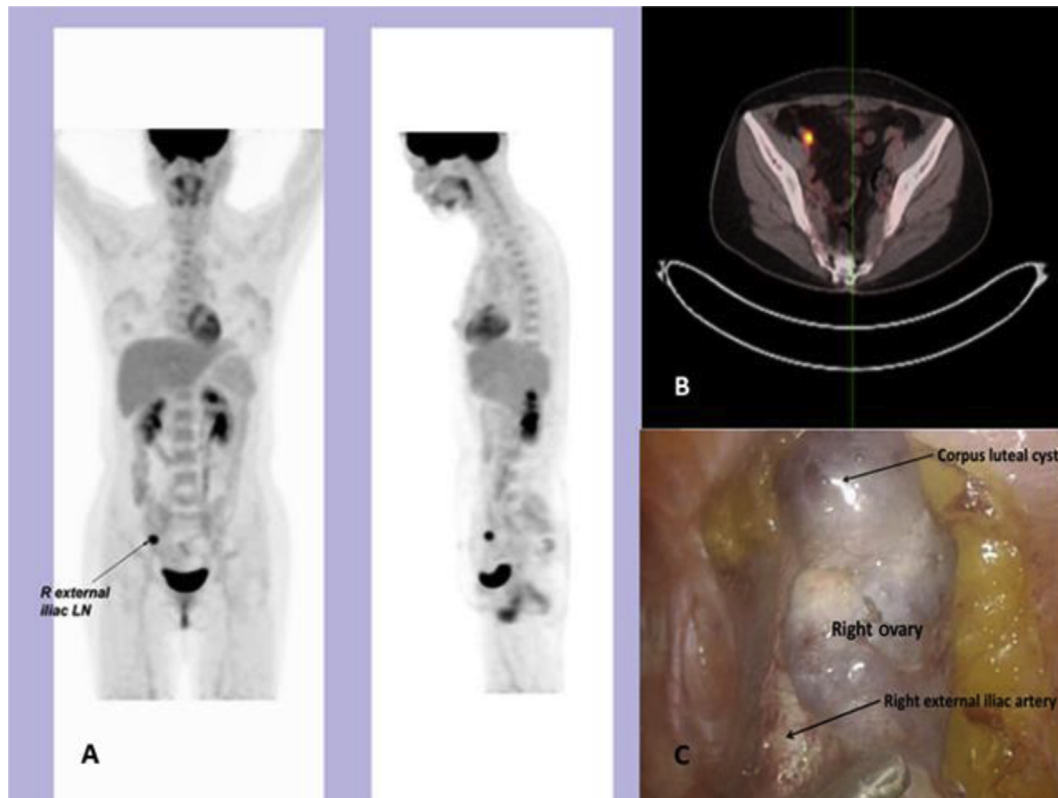 R external
iliac LN
A
B
Corpus luteal cyst
Right ovary
Right external iliac artery
C